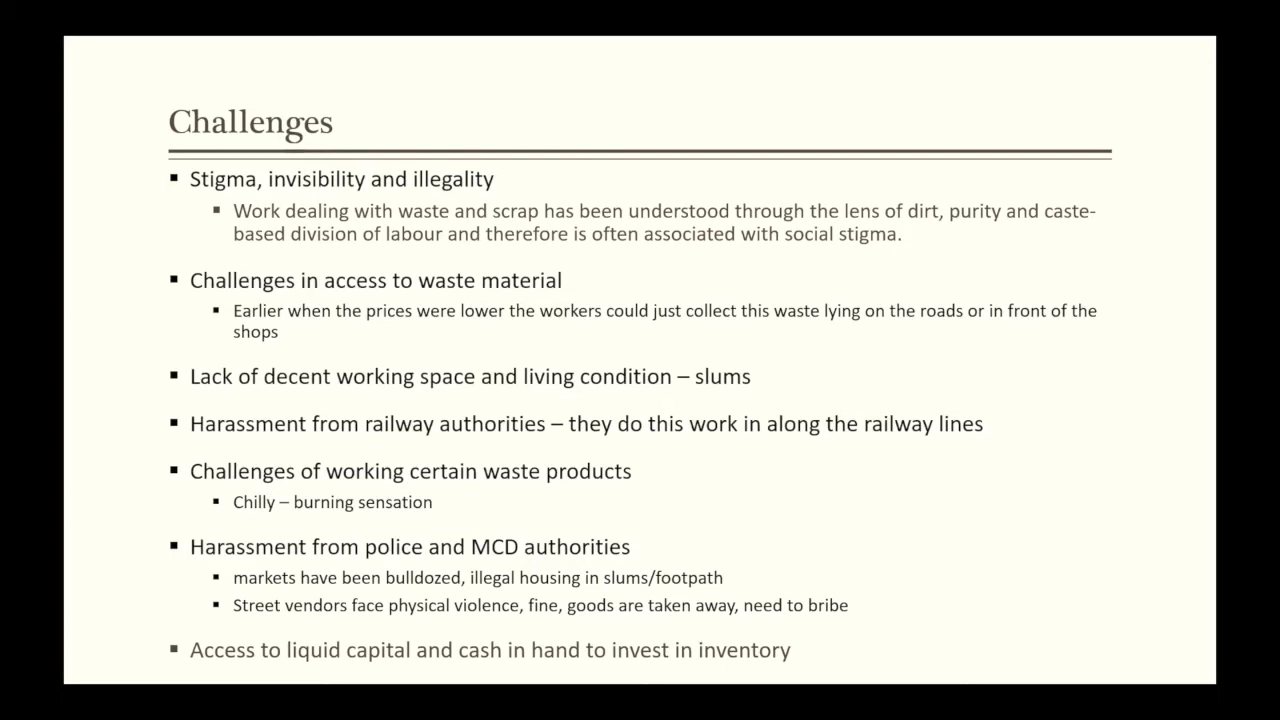 Challenges
▪ Stigma, invisibility and illegality
▪ Work dealing with waste and scrap has been understood through the lens of dirt, purity and caste-
based division of labour and therefore is often associated with social stigma.
▪ Challenges in access to waste material
▪ Earlier when the prices were lower the workers could just collect this waste lying on the roads or in front of the
shops
▪ Lack of decent working space and living condition – slums
▪ Harassment from railway authorities – they do this work in along the railway lines
▪ Challenges of working certain waste products
▪ Chilly – burning sensation
▪ Harassment from police and MCD authorities
▪ markets have been bulldozed, illegal housing in slums/footpath
▪ Street vendors face physical violence, fine, goods are taken away, need to bribe
▪ Access to liquid capital and cash in hand to invest in inventory